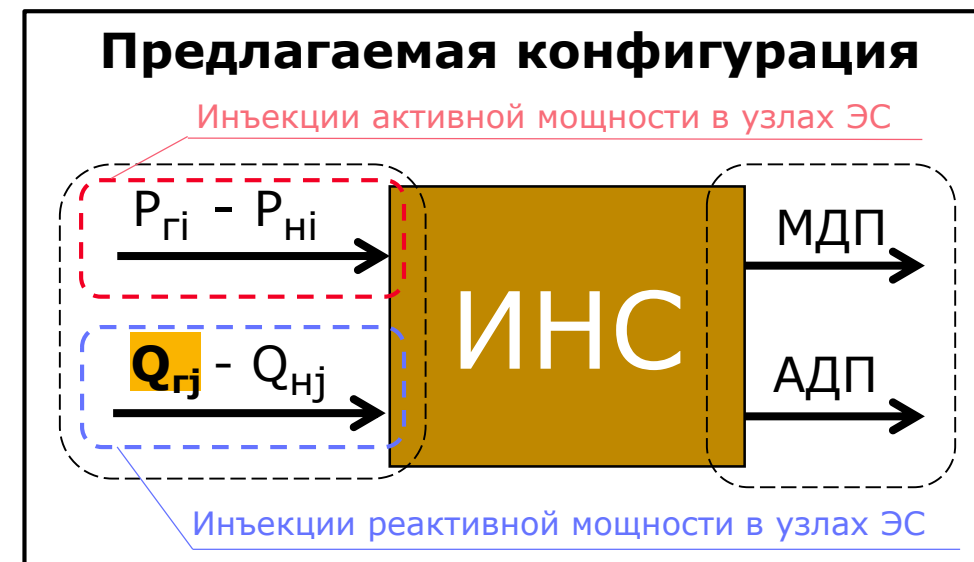 Предлагаемая конфигурация
Инъекции активной мощности в узлах ЭС
Pгi - Pнi
МДП
ИНС
Qгj - Qнj
АДП
Инъекции реактивной мощности в узлах ЭС